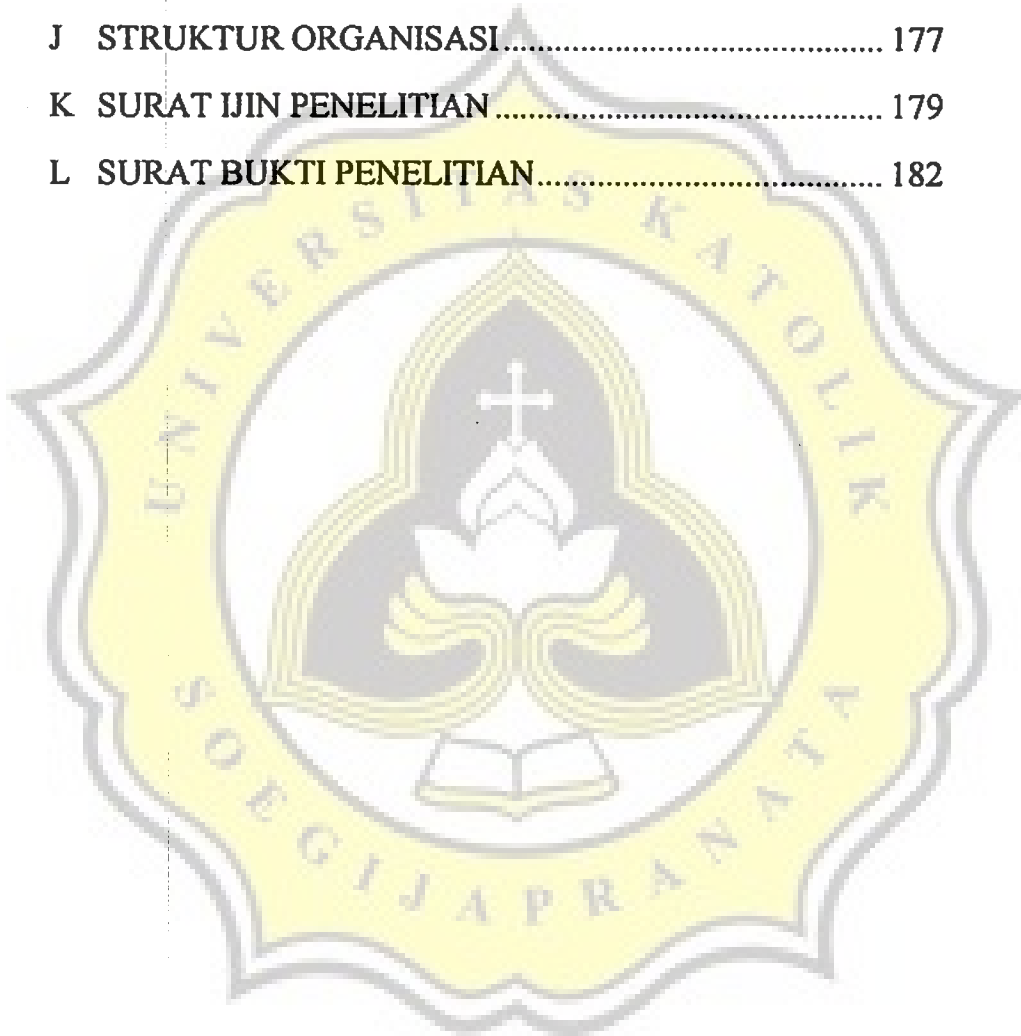 J STRUKTUR ORGANISASI........................................ 177
K SURAT IJIN PENELITIAN........................................ 179
L SURAT BUKTI PENELITIAN.................................... 182
UNIVERSITAS KATOLIK
SOEGIJAPRANATA